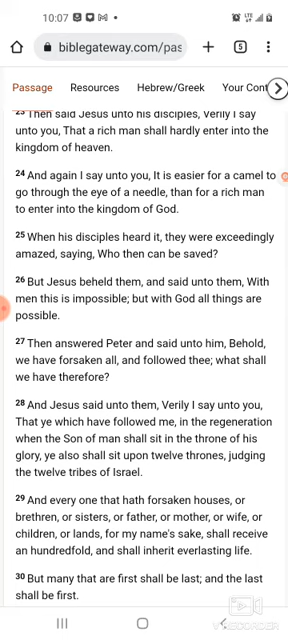 10:07
LTE
biblegateway.com/pas
5
Passage Resources Hebrew/Greek Your Cont
23 Then said Jesus unto his disciples, Verily I say
unto you, That a rich man shall hardly enter into the
kingdom of heaven.
24 And again I say unto you, It is easier for a camel to
go through the eye of a needle, than for a rich man
to enter into the kingdom of God.
25 When his disciples heard it, they were exceedingly
amazed, saying, Who then can be saved?
26 But Jesus beheld them, and said unto them, With
men this is impossible; but with God all things are
possible.
27 Then answered Peter and said unto him, Behold,
we have forsaken all, and followed thee; what shall
we have therefore?
28 And Jesus said unto them, Verily I say unto you,
That ye which have followed me, in the regeneration
when the Son of man shall sit in the throne of his
glory, ye also shall sit upon twelve thrones, judging
the twelve tribes of Israel.
29 And every one that hath forsaken houses, or
brethren, or sisters, or father, or mother, or wife, or
children, or lands, for my name's sake, shall receive
an hundredfold, and shall inherit everlasting life.
30 But many that are first shall be last; and the last
shall be first.